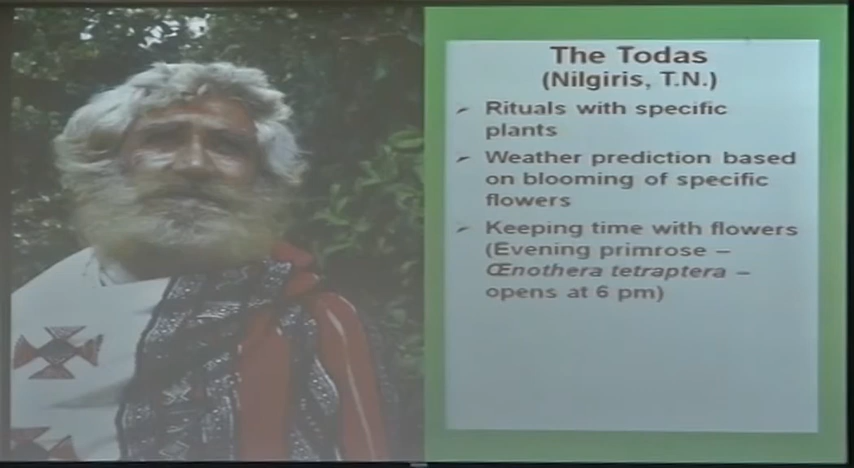 The Todas
(Nilgiris, T.N.)
Rituals with specific
plants
Weather prediction based
on blooming of specific
flowers
Keeping time with flowers
(Evening primrose –
Œnothera tetraptera –
opens at 6 pm)